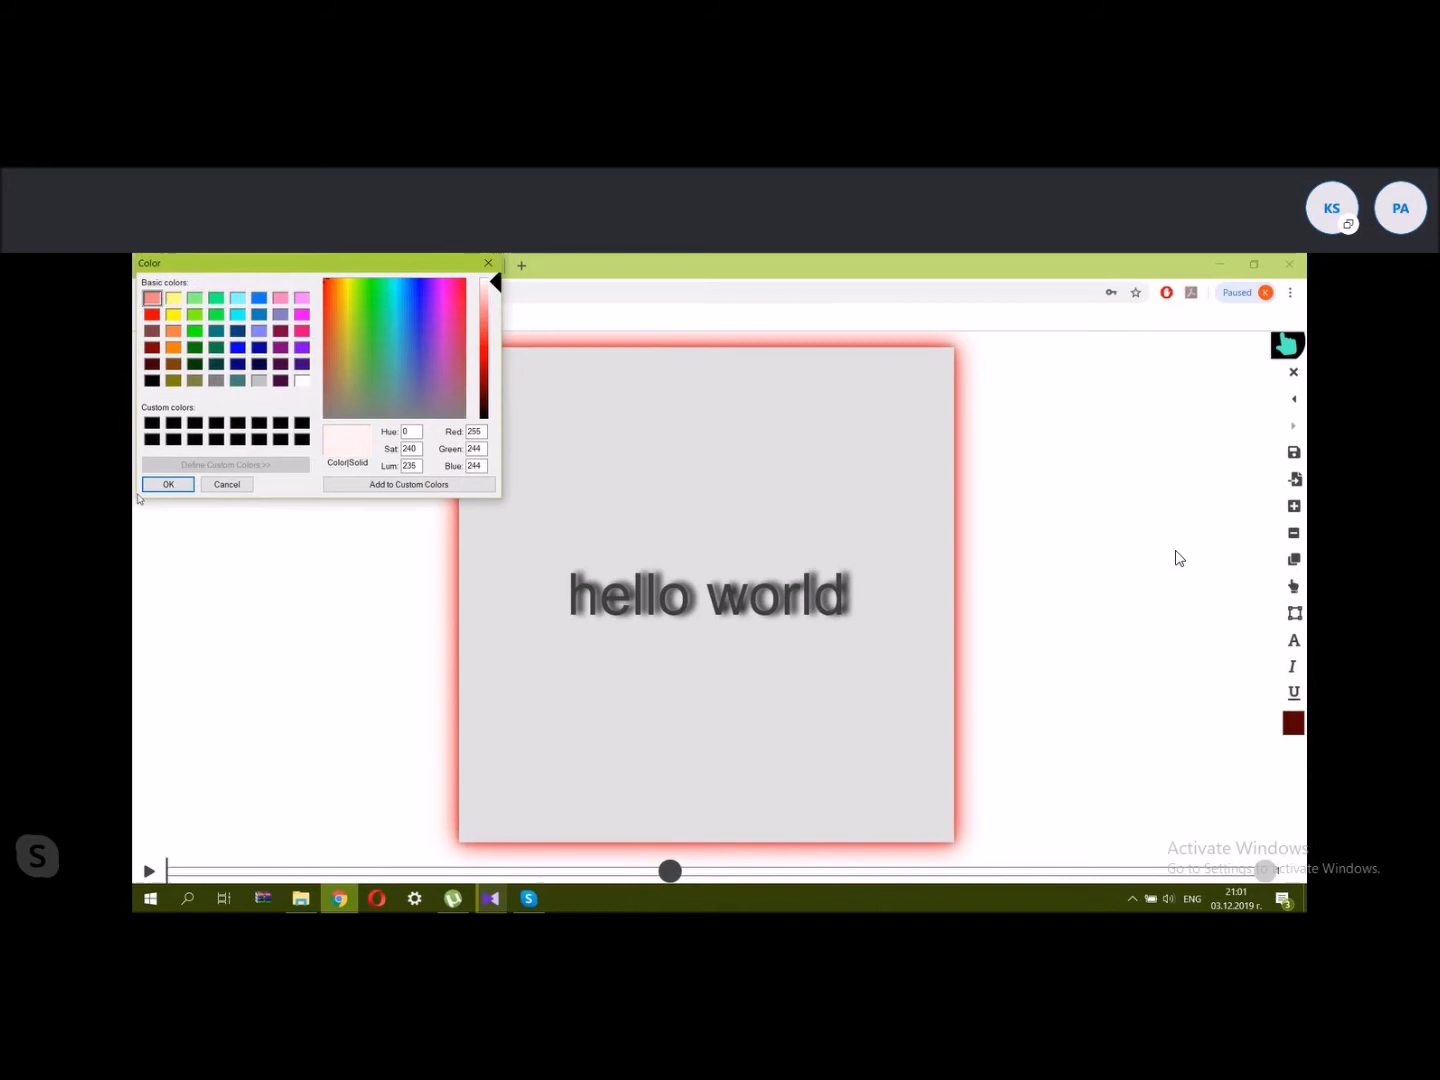 KS
PA
Color
Paused K
Basic colors:
Custom colors:
Hue: 0
Red: 255
Sat: 240
Green: 244
Color|Solid
Lum: 235
Blue: 244
Define Custom Colors >>
OK
Cancel
Add to Custom Colors
hello world
A
I
U
Activate Windows
Go to Settings to activate Windows.
S
ENG
21:01
03.12.2019 г.
3